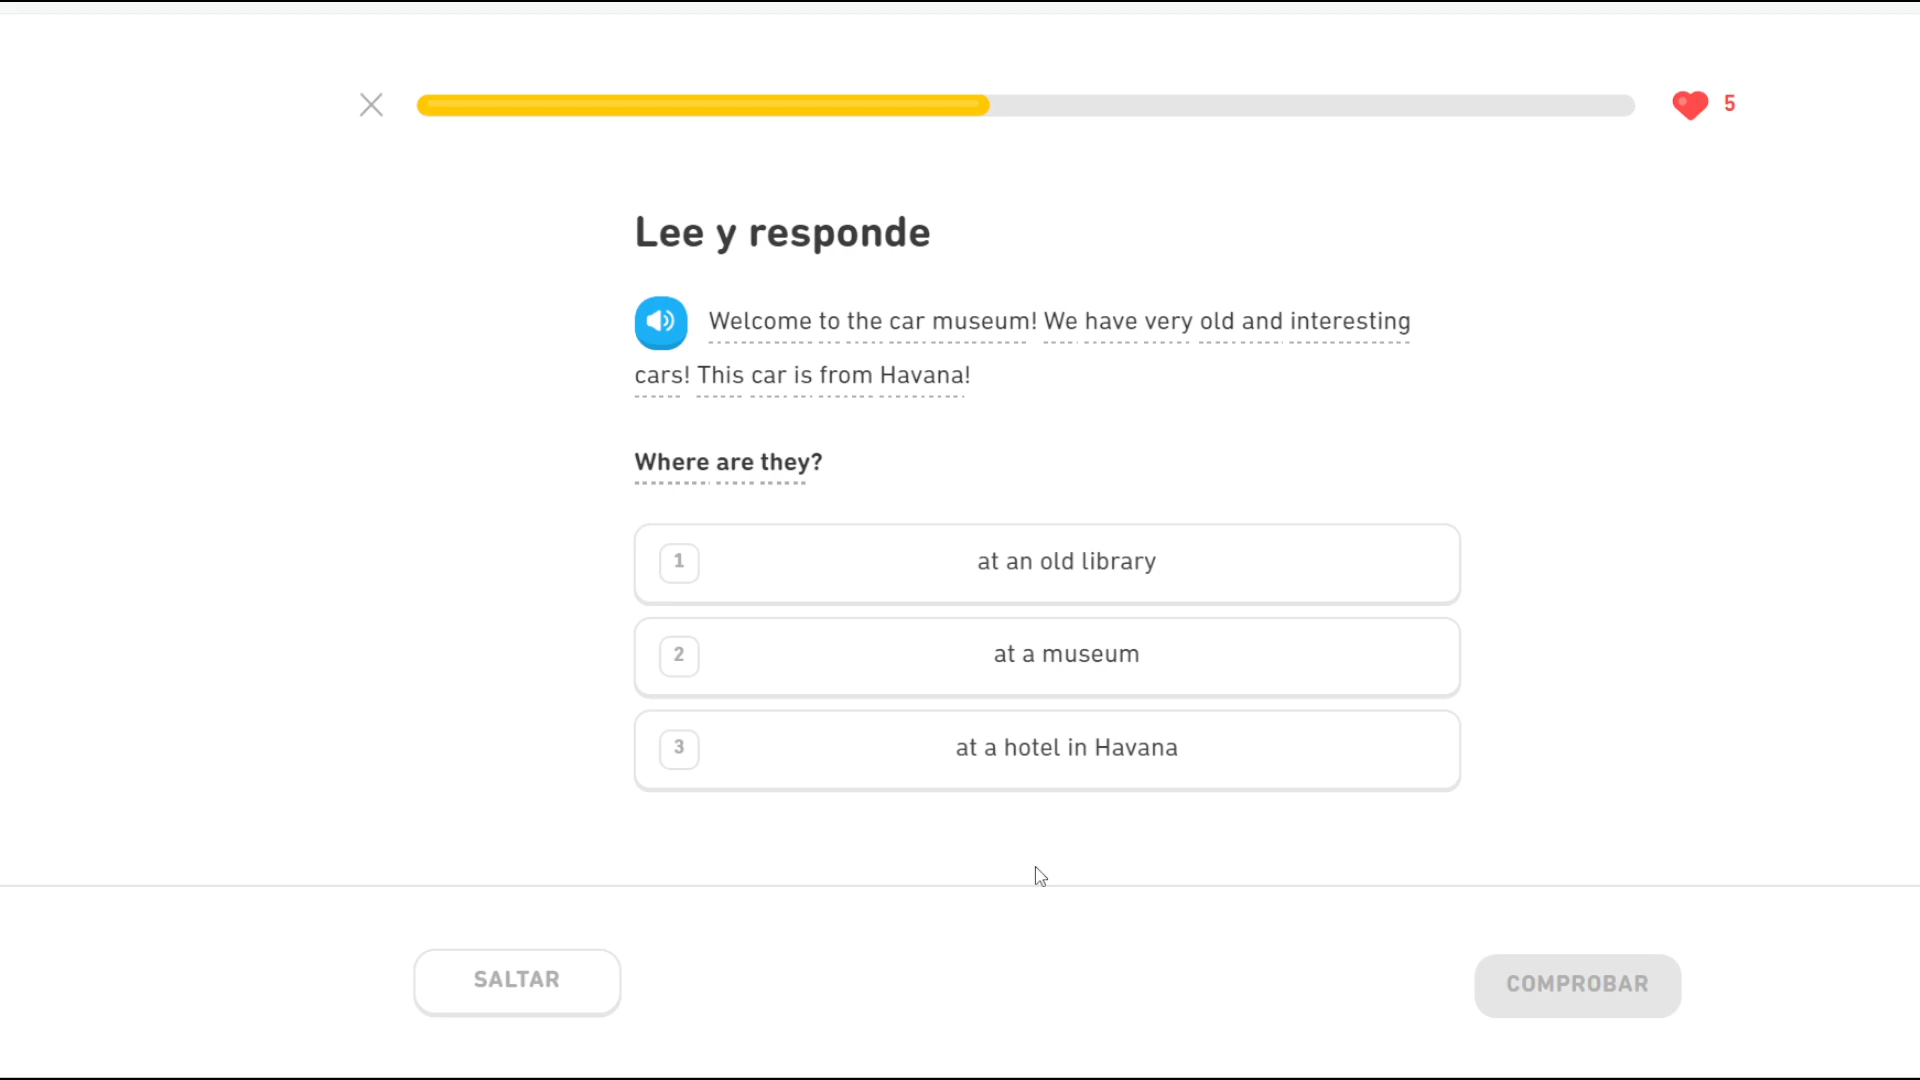 5
Lee y responde
Welcome to the car museum! We have very old and interesting
cars! This car is from Havana!
Where are they?
1 at an old library
2 at a museum
3 at a hotel in Havana
SALTAR
COMPROBAR